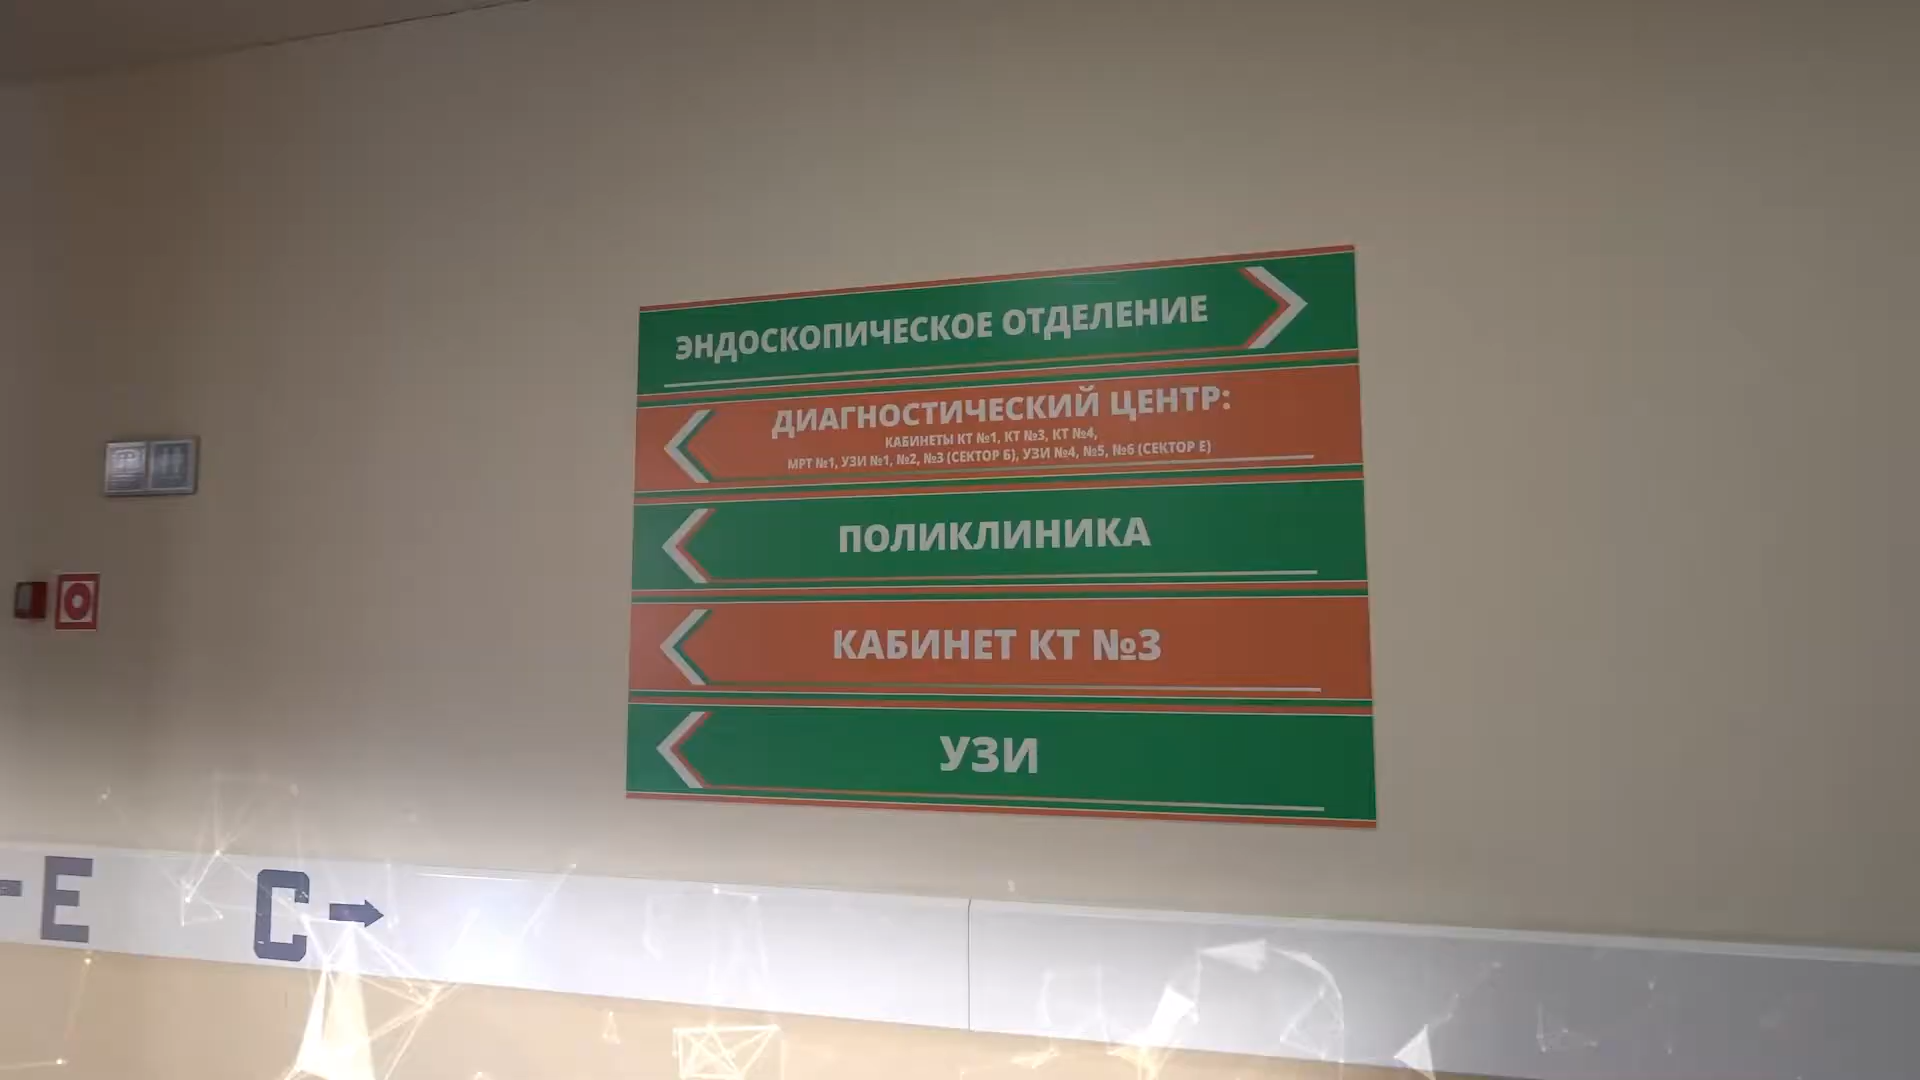 ЭНДОСКОПИЧЕСКОЕ ОТДЕЛЕНИЕ
ДИАГНОСТИЧЕСКИЙ ЦЕНТР:
КАБИНЕТЫ КТ №1, КТ №3, КТ №4,
МРТ №1, УЗИ №1, №2, №3 (СЕКТОР Б), УЗИ №4, №5, №6 (СЕКТОР Е)
ПОЛИКЛИНИКА
КАБИНЕТ КТ №3
УЗИ
E C